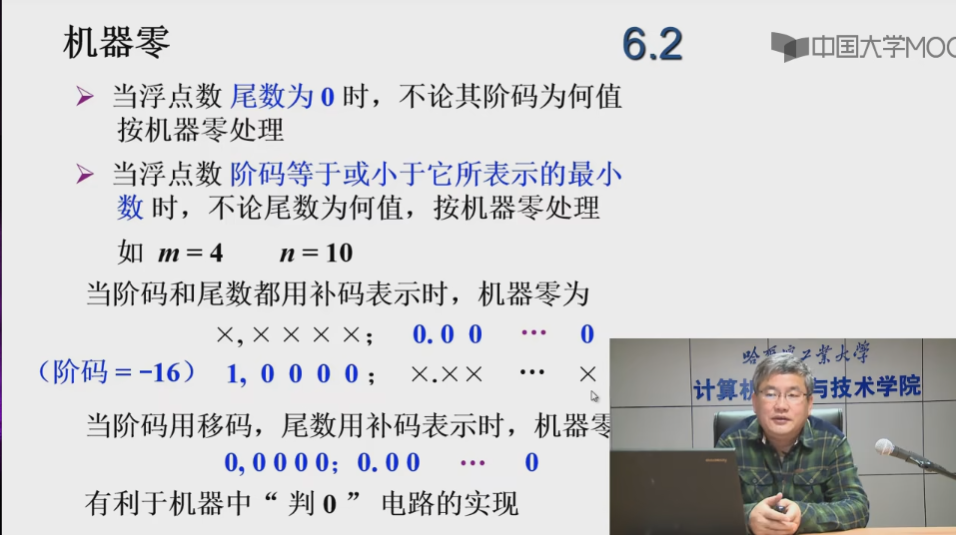 机器零
6.2
中国大学MOO
➢ 当浮点数 尾数为 0 时，不论其阶码为何值
按机器零处理
➢ 当浮点数 阶码等于或小于它所表示的最小
数 时，不论尾数为何值，按机器零处理
如 m = 4 n = 10
当阶码和尾数都用补码表示时，机器零为
×, × × × ×； 0. 0 0 … 0
（阶码 = −16） 1, 0 0 0 0； ×.×× … ×
当阶码用移码，尾数用补码表示时，机器零
0, 0 0 0 0；0. 0 0 … 0
有利于机器中“ 判 0 ” 电路的实现
哈尔滨工业大学
计算机 与技术学院